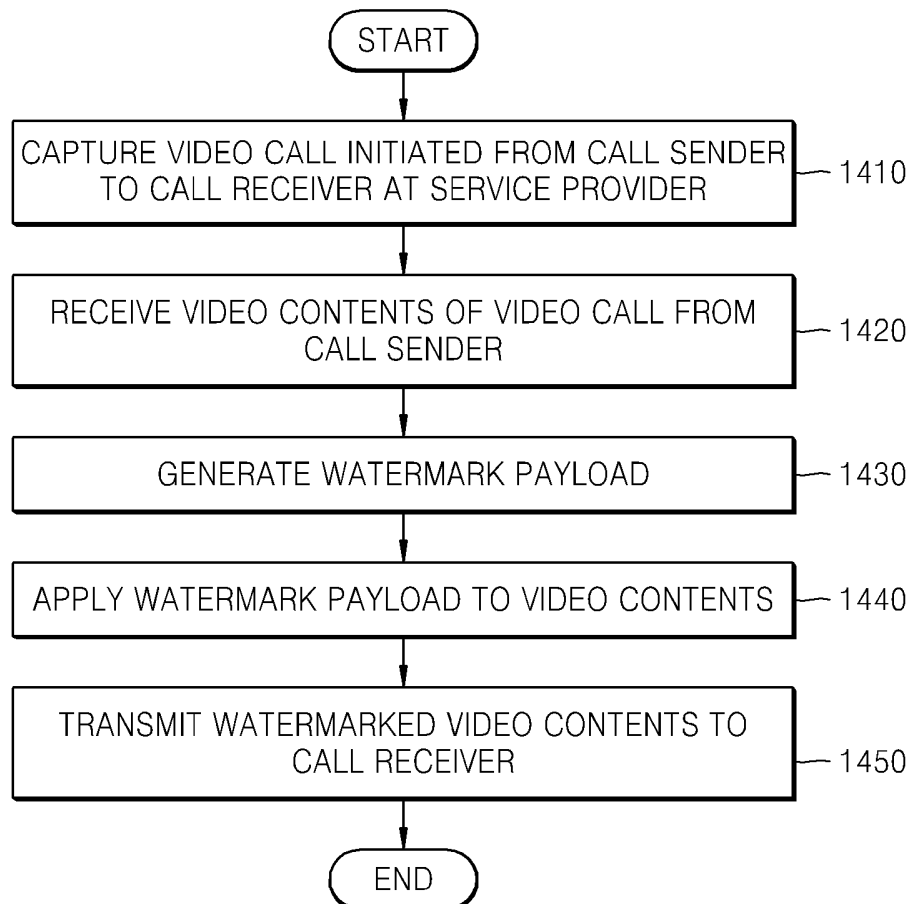 START
CAPTURE VIDEO CALL INITIATED FROM CALL SENDER
TO CALL RECEIVER AT SERVICE PROVIDER
1410
RECEIVE VIDEO CONTENTS OF VIDEO CALL FROM
CALL SENDER
1420
GENERATE WATERMARK PAYLOAD
1430
APPLY WATERMARK PAYLOAD TO VIDEO CONTENTS
1440
TRANSMIT WATERMARKED VIDEO CONTENTS TO
CALL RECEIVER
1450
END